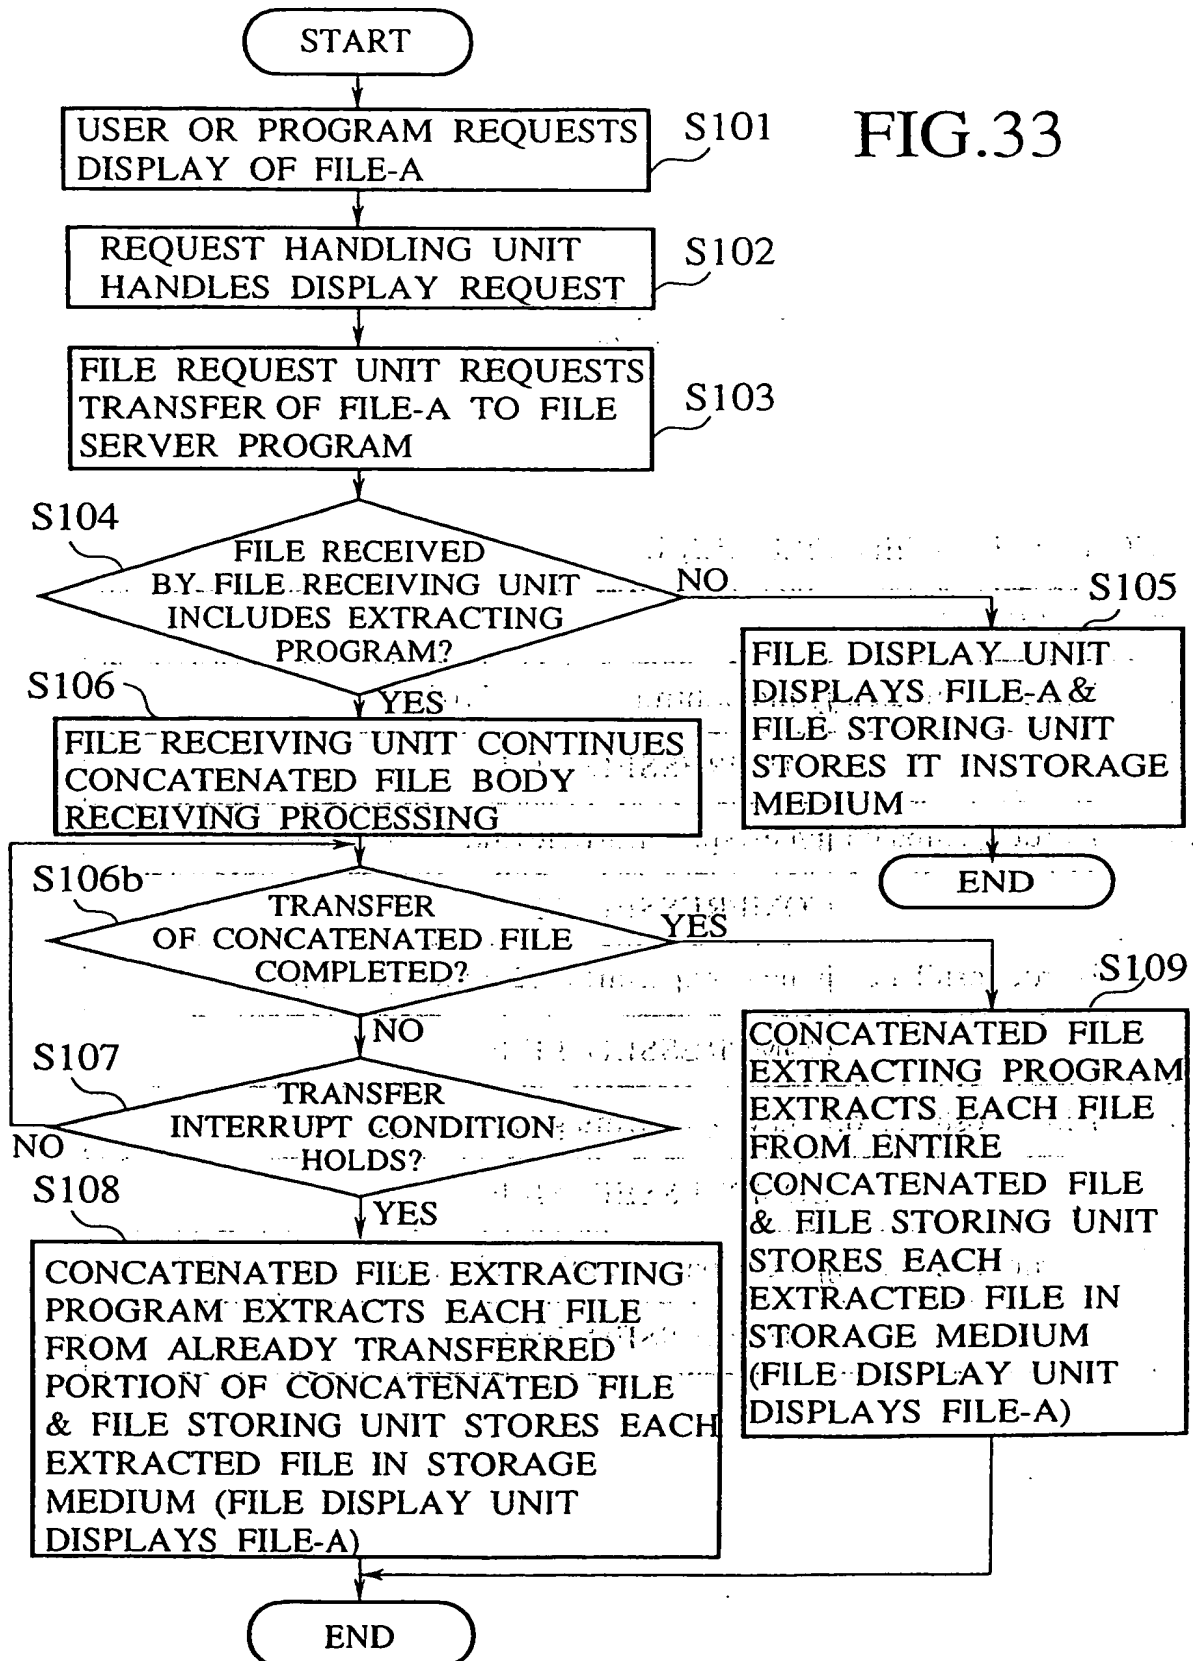 START
FIG.33
S101
USER OR PROGRAM REQUESTS
DISPLAY OF FILE-A
S102
REQUEST HANDLING UNIT
HANDLES DISPLAY REQUEST
S103
FILE REQUEST UNIT REQUESTS
TRANSFER OF FILE-A TO FILE
SERVER PROGRAM
S104
FILE RECEIVED
BY FILE RECEIVING UNIT
INCLUDES EXTRACTING
PROGRAM?
NO
S105
FILE DISPLAY UNIT
DISPLAYS FILE-A &
FILE STORING UNIT
STORES IT INSTORAGE
MEDIUM
END
YES
S106
FILE RECEIVING UNIT CONTINUES
CONCATENATED FILE BODY
RECEIVING PROCESSING
S106b
TRANSFER
OF CONCATENATED FILE
COMPLETED?
YES
NO
S107
TRANSFER
INTERRUPT CONDITION
HOLDS?
NO
YES
S108
CONCATENATED FILE EXTRACTING
PROGRAM EXTRACTS EACH FILE
FROM ALREADY TRANSFERRED
PORTION OF CONCATENATED FILE
& FILE STORING UNIT STORES EACH
EXTRACTED FILE IN STORAGE
MEDIUM (FILE DISPLAY UNIT
DISPLAYS FILE-A)
S109
CONCATENATED FILE
EXTRACTING PROGRAM
EXTRACTS EACH FILE
FROM ENTIRE
CONCATENATED FILE
& FILE STORING UNIT
STORES EACH
EXTRACTED FILE IN
STORAGE MEDIUM
(FILE DISPLAY UNIT
DISPLAYS FILE-A)
END